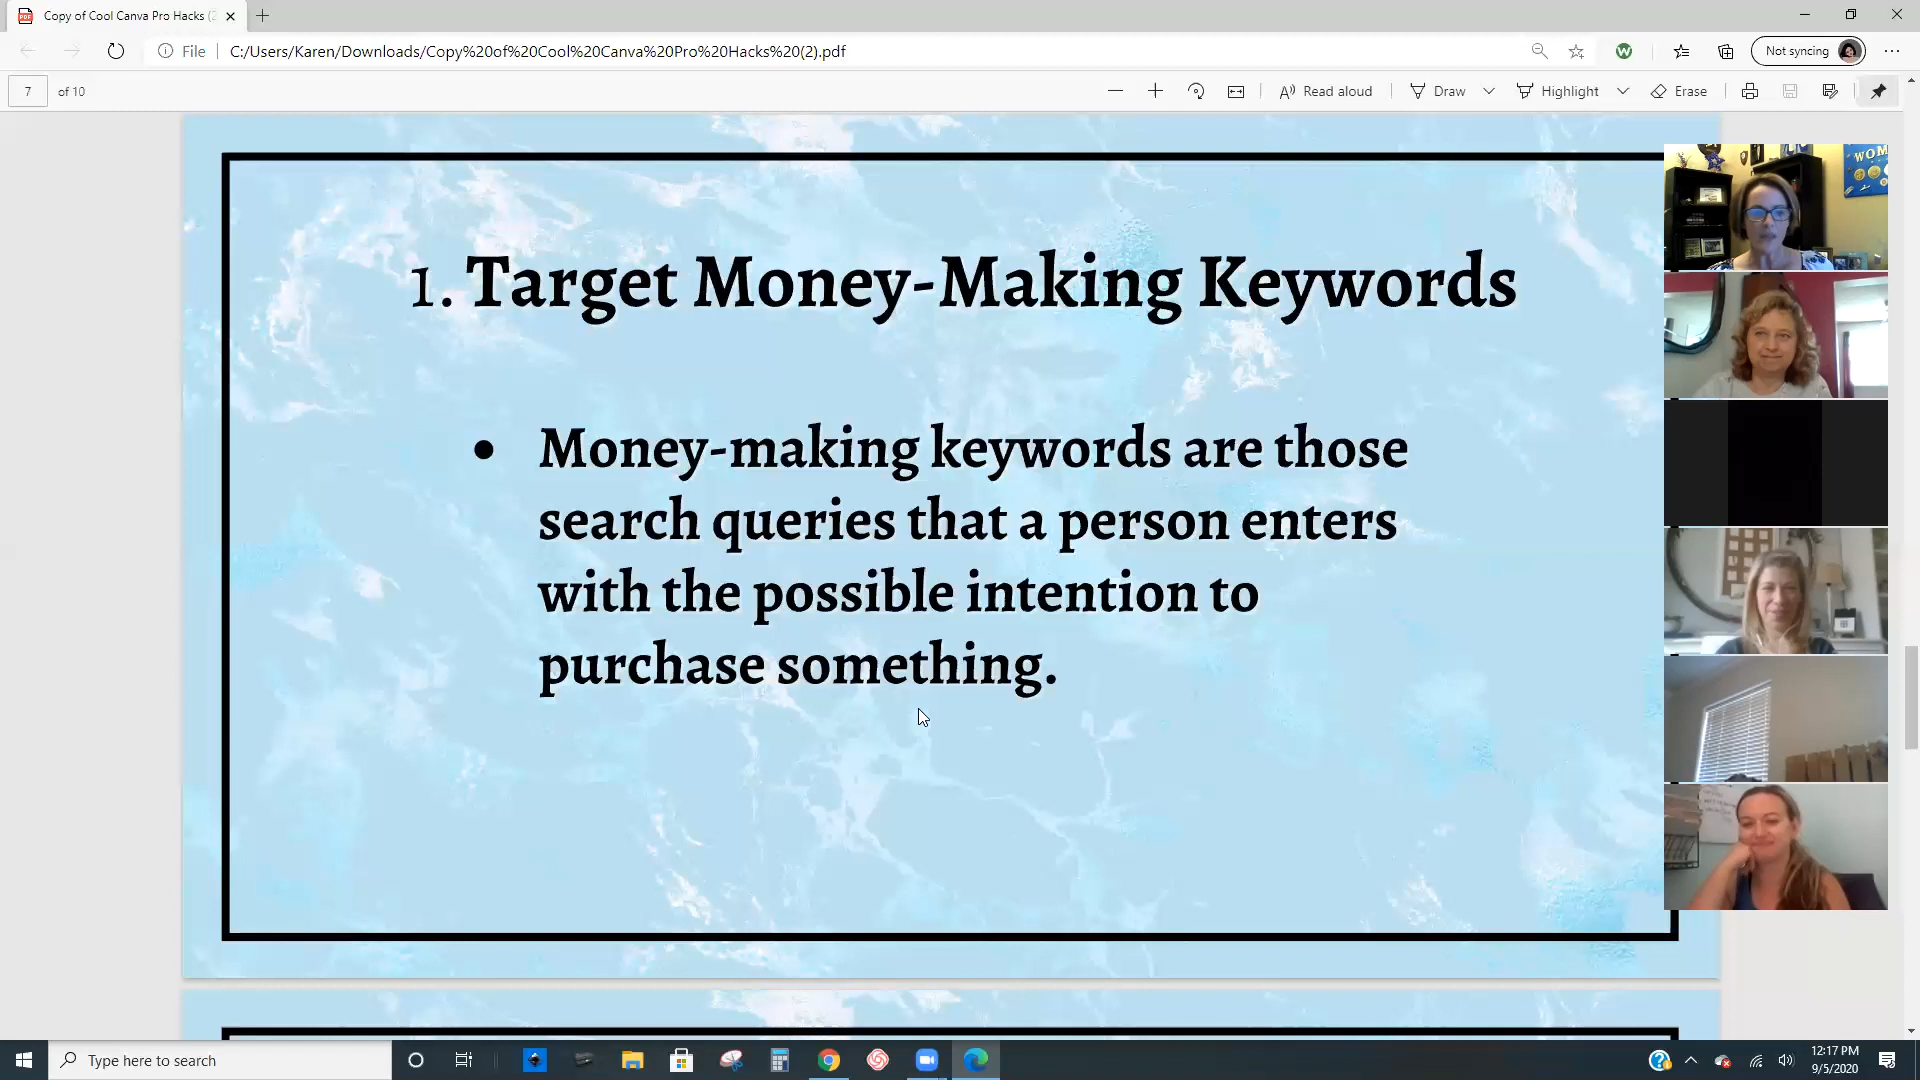 Copy of Cool Canva Pro Hacks (2
File
C:/Users/Karen/Downloads/Copy%20of%20Cool%20Canva%20Pro%20Hacks%20(2).pdf
Not syncing
7 of 10
Read aloud
Draw
Highlight
Erase
1. Target Money-Making Keywords
• Money-making keywords are those
search queries that a person enters
with the possible intention to
purchase something.
WOM
Type here to search
12:17 PM
9/5/2020